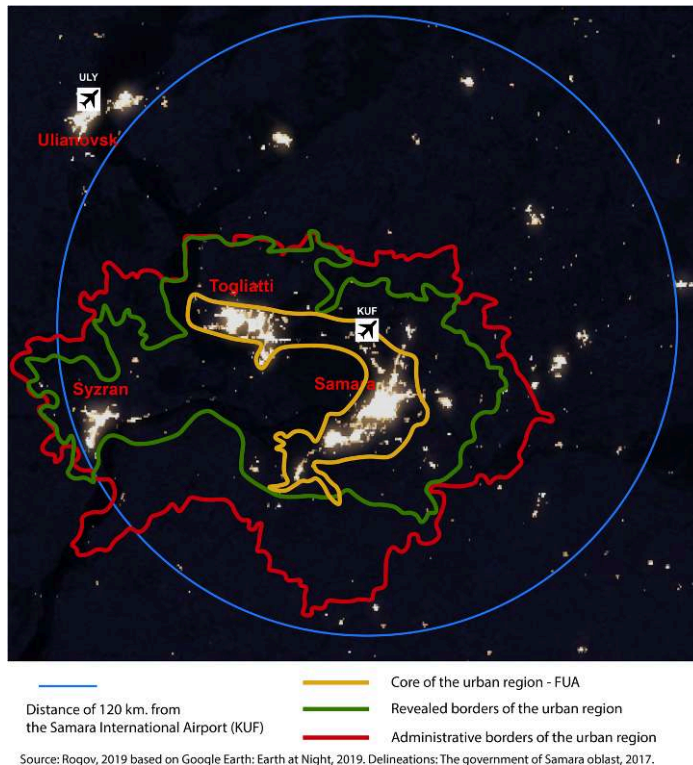 ULY
Ulianovsk
Togliatti
KUF
Syzran
Samara
Distance of 120 km. from
the Samara International Airport (KUF)
Core of the urban region - FUA
Revealed borders of the urban region
Administrative borders of the urban region
Source: Rogov, 2019 based on Google Earth: Earth at Night, 2019. Delineations: The government of Samara oblast, 2017.